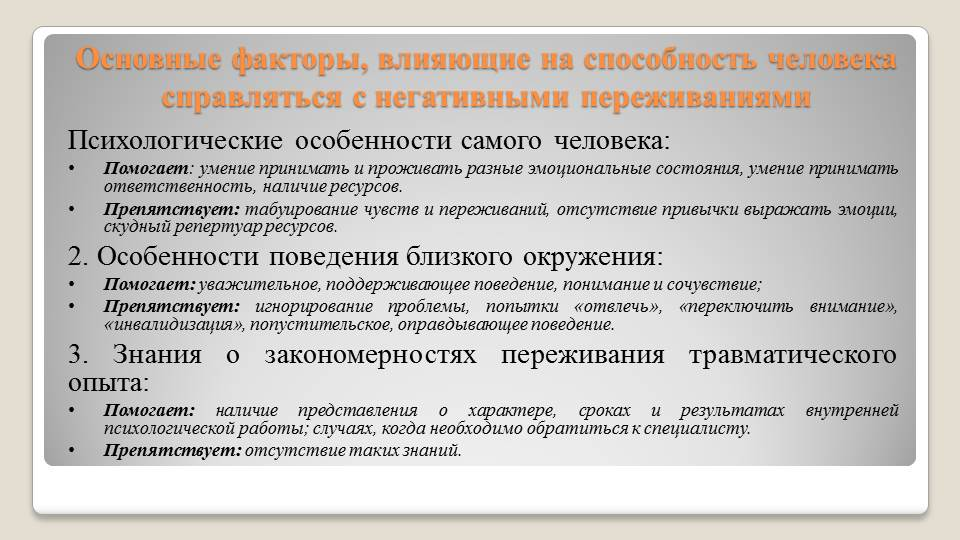 Основные факторы, влияющие на способность человека
справляться с негативными переживаниями
Психологические особенности самого человека:
• Помогает: умение принимать и проживать разные эмоциональные состояния, умение принимать
ответственность, наличие ресурсов.
• Препятствует: табуирование чувств и переживаний, отсутствие привычки выражать эмоции,
скудный репертуар ресурсов.
2. Особенности поведения близкого окружения:
• Помогает: уважительное, поддерживающее поведение, понимание и сочувствие;
• Препятствует: игнорирование проблемы, попытки «отвлечь», «переключить внимание»,
«инвалидизация», попустительское, оправдывающее поведение.
3. Знания о закономерностях переживания травматического
опыта:
• Помогает: наличие представления о характере, сроках и результатах внутренней
психологической работы; случаях, когда необходимо обратиться к специалисту.
• Препятствует: отсутствие таких знаний.